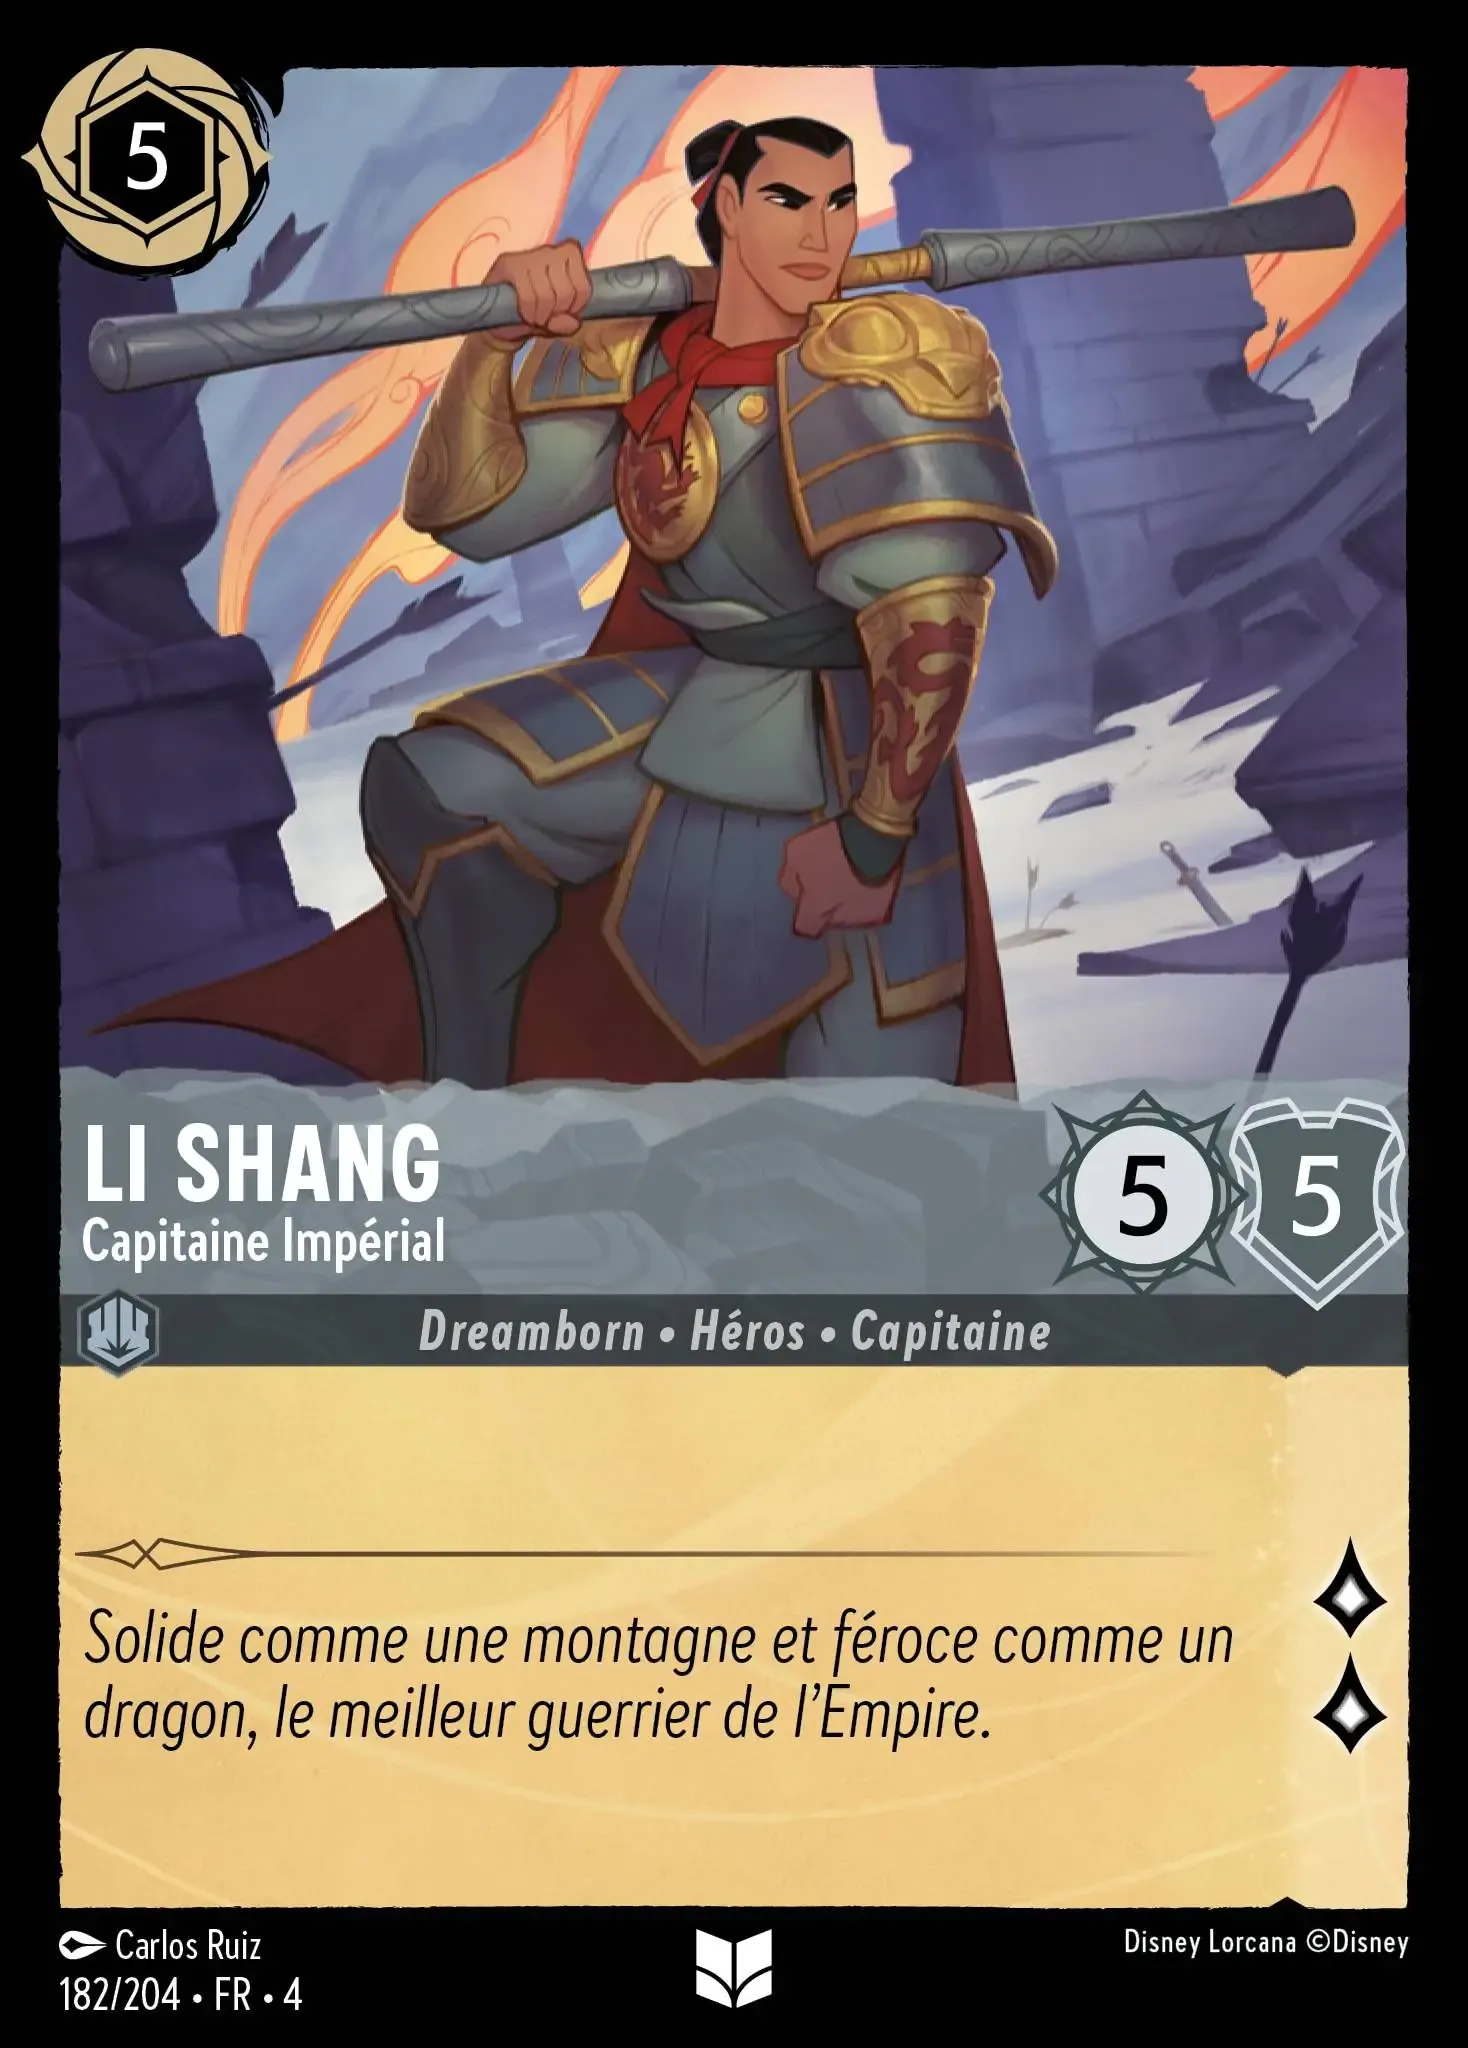 5
LI SHANG
Capitaine Impérial
5
5
Dreamborn • Héros • Capitaine
Solide comme une montagne et féroce comme un
dragon, le meilleur guerrier de l’Empire.
Carlos Ruiz
Disney Lorcana ©Disney
182/204 • FR • 4